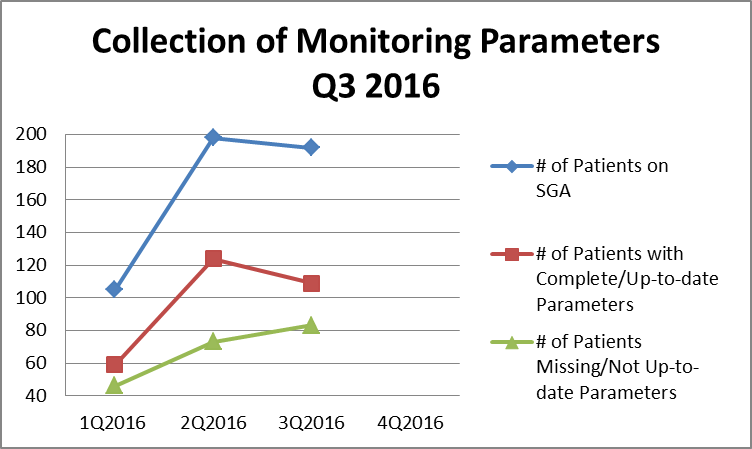 Collection of Monitoring Parameters
Q3 2016
200
180
160
140
120
100
80
60
40
1Q2016 2Q2016 3Q2016 4Q2016
# of Patients on
SGA
# of Patients with
Complete/Up-to-date
Parameters
# of Patients
Missing/Not Up-to-
date Parameters